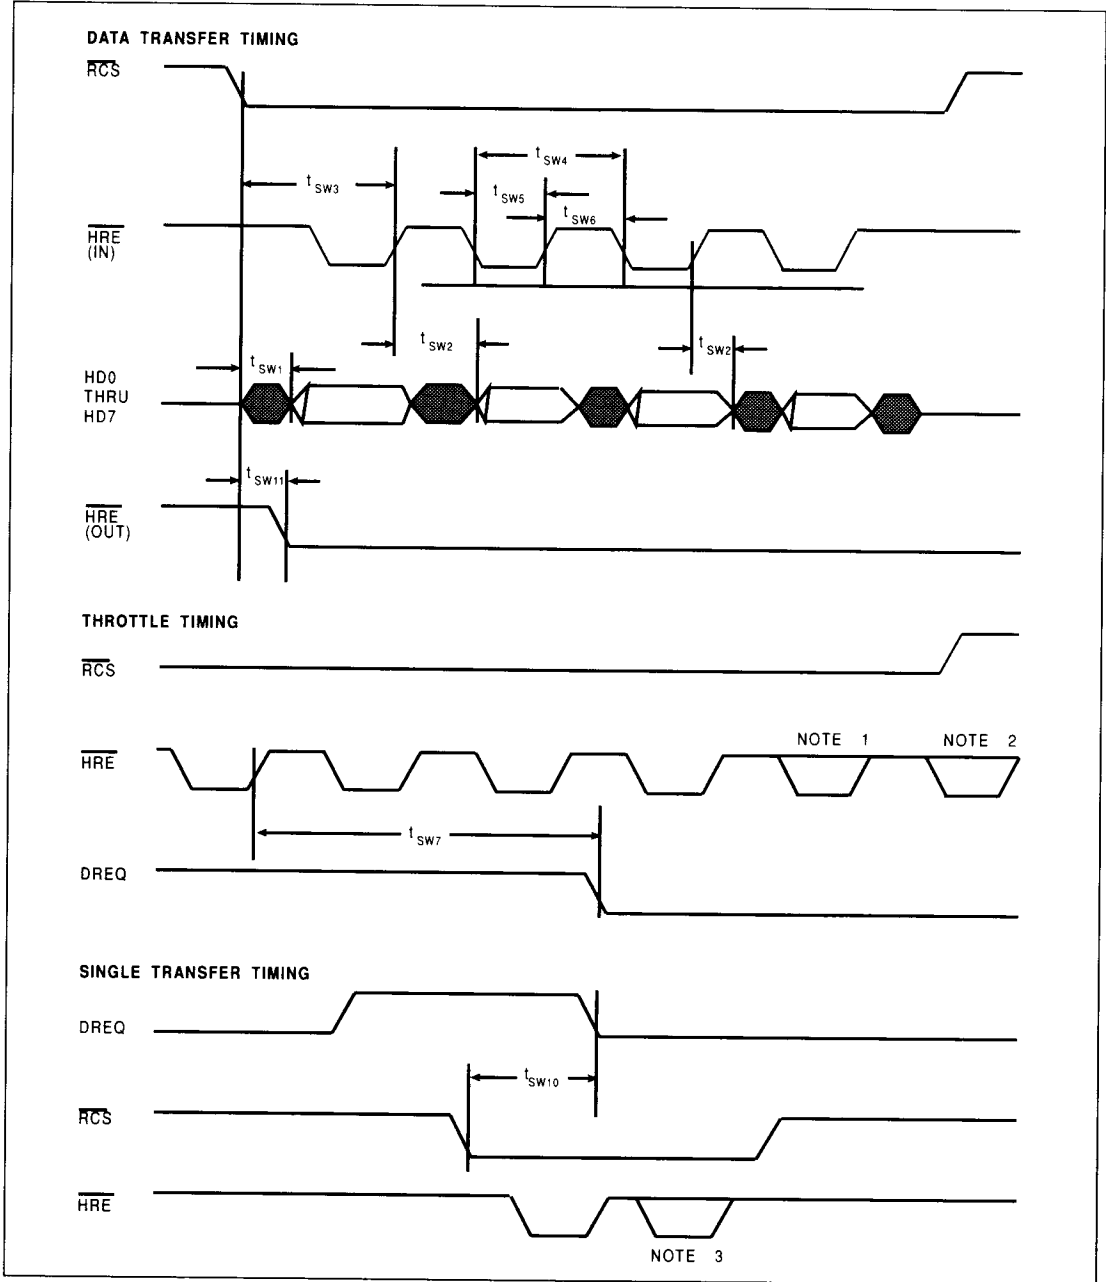 DATA TRANSFER TIMING
RCS
tSW4
tSW3
tSW5
tSW6
HRE
(IN)
tSW2
tSW2
tSW1
HD0
THRU
HD7
tSW11
HRE
(OUT)
THROTTLE TIMING
RCS
NOTE 1
NOTE 2
HRE
tSW7
DREQ
SINGLE TRANSFER TIMING
DREQ
tSW10
RCS
HRE
NOTE 3